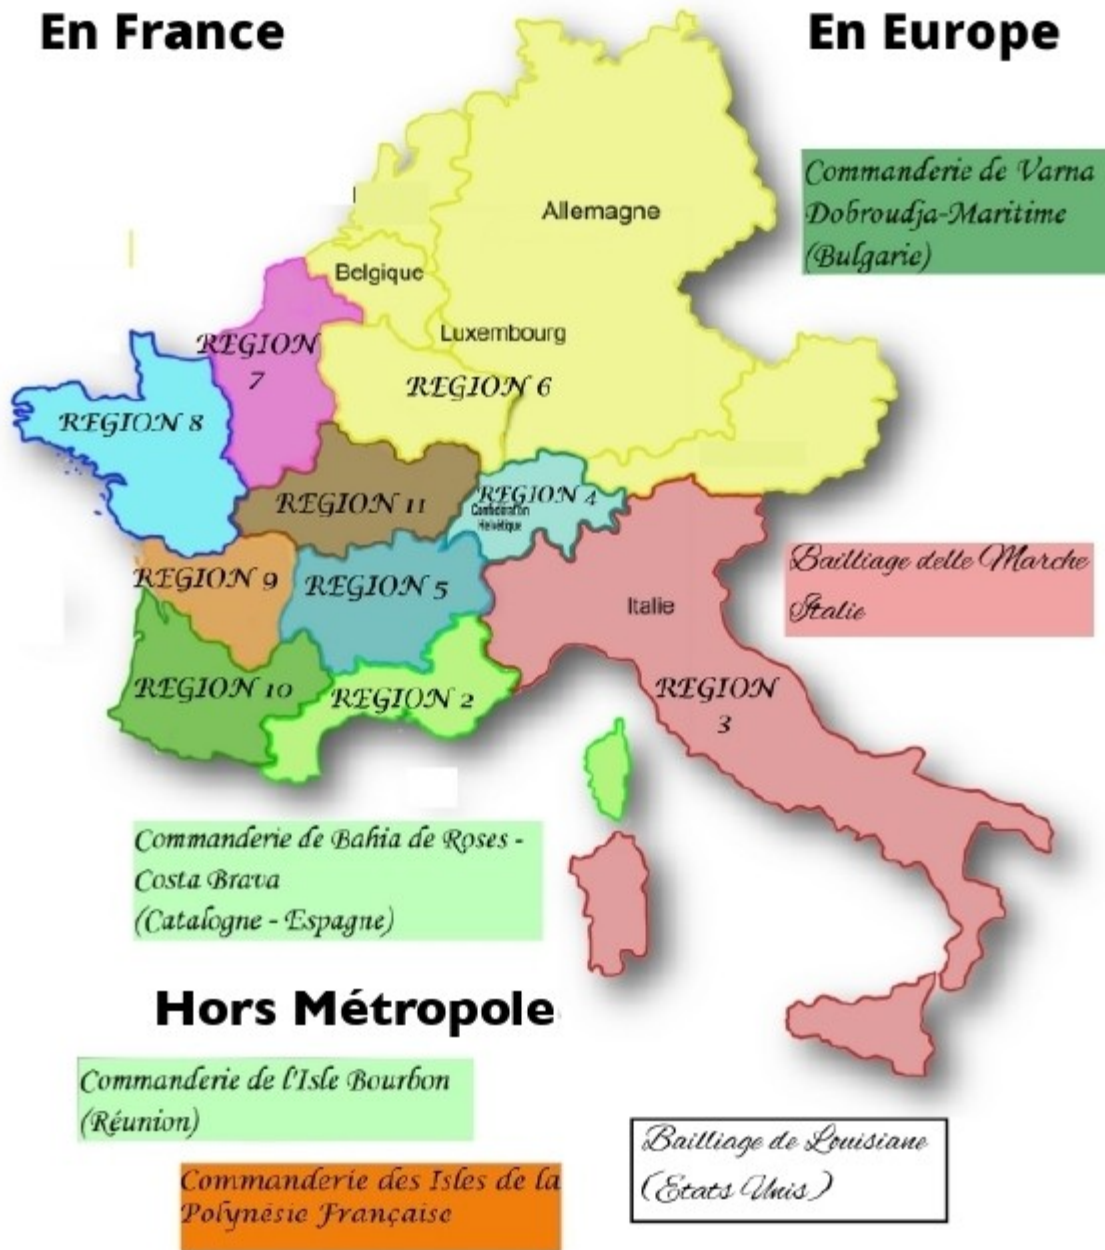 En France
En Europe
Commanderie de Varna
Dobroudja-Maritime
(Bulgarie)
Allemagne
Belgique
Luxembourg
REGION
7
REGION 6
REGION 8
REGION 11
REGION 4
Confédération
Helvétique
REGION 9
REGION 5
Bailliage delle Marche
Italie
Italie
REGION 10
REGION 2
REGION
3
Commanderie de Bahia de Roses -
Costa Brava
(Catalogne - Espagne)
Hors Métropole
Commanderie de l'Isle Bourbon
(Réunion)
Commanderie des Isles de la
Polynésie Française
Bailliage de Louisiane
(Etats Unis)